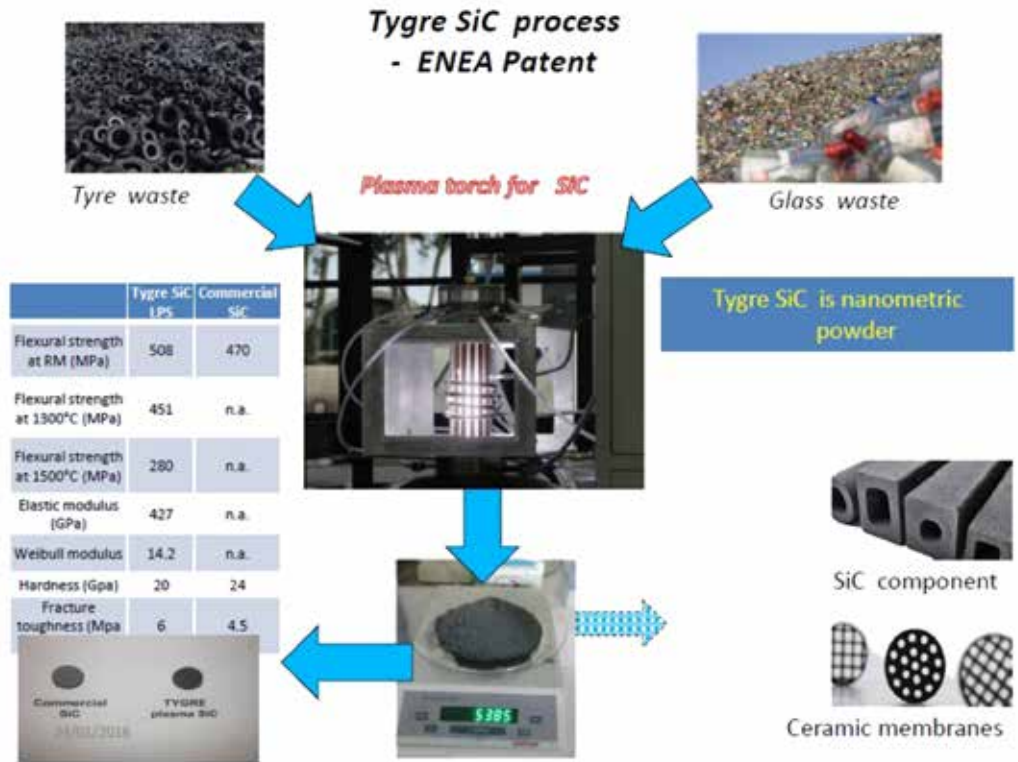 Tygre SiC process
- ENEA Patent
Tyre waste
Plasma torch for SiC
Glass waste
Tygre SiC LPS
Commercial SiC
Flexural strength at RM (MPa)
508
470
Flexural strength at 1300°C (MPa)
451
n.a.
Flexural strength at 1500°C (MPa)
280
n.a.
Elastic modulus (GPa)
427
n.a.
Weibull modulus
14.2
n.a.
Hardness (Gpa)
20
24
Fracture toughness (Mpa
6
4.5
Tygre SiC is nanometric
powder
SiC component
Ceramic membranes
5385
Commercial
SiC
TYGRE
plasma SiC